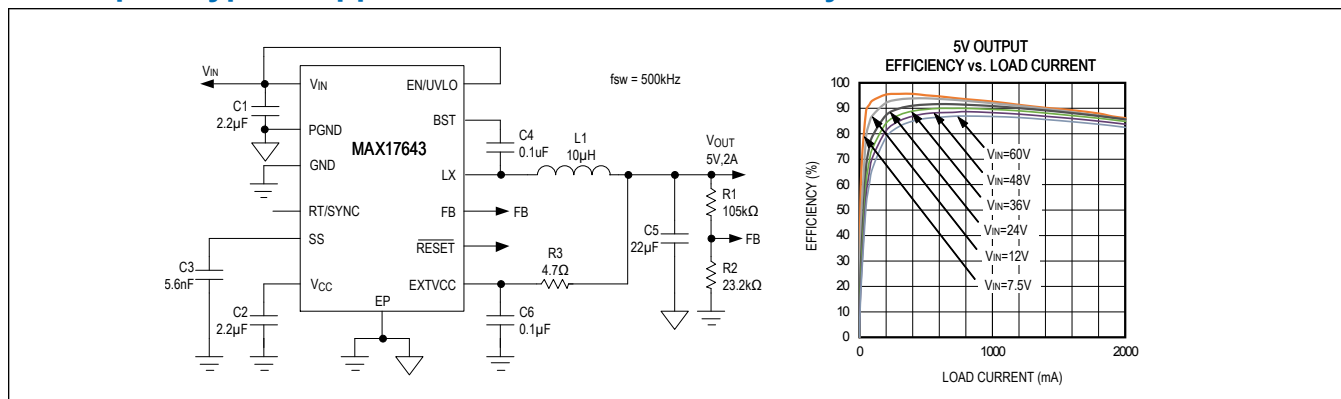 VIN
C1
2.2µF
VIN
PGND
GND
RT/SYNC
SS
VCC
C3
5.6nF
C2
2.2µF
MAX17643
EP
EN/UVLO
BST
LX
FB
RESET
EXTVCC
fsw = 500kHz
C4
0.1uF
L1
10µH
FB
R3
4.7Ω
C6
0.1µF
C5
22µF
VOUT
5V,2A
R1
105kΩ
FB
R2
23.2kΩ
5V OUTPUT
EFFICIENCY vs. LOAD CURRENT
EFFICIENCY (%)
100
90
80
70
60
50
40
30
20
10
0
VIN=60V
VIN=48V
VIN=36V
VIN=24V
VIN=12V
VIN=7.5V
0
1000
2000
LOAD CURRENT (mA)